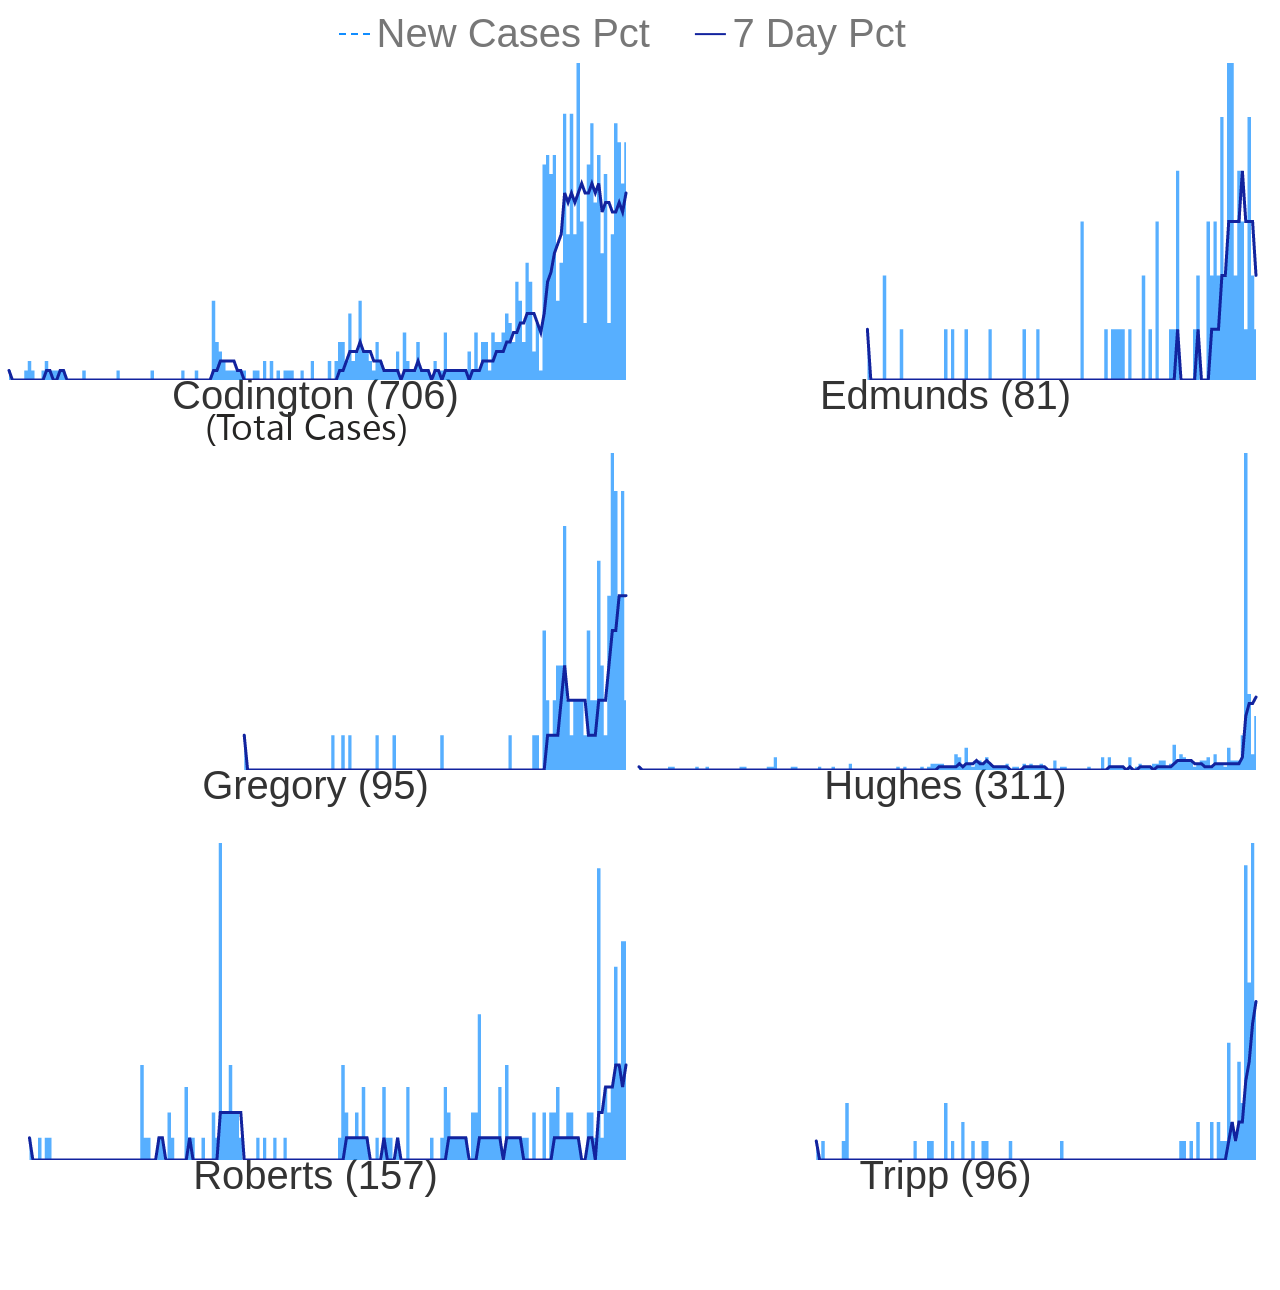 New Cases Pct 7 Day Pct
Codington (706)
(Total Cases)
Edmunds (81)
Gregory (95)
Hughes (311)
Roberts (157)
Tripp (96)